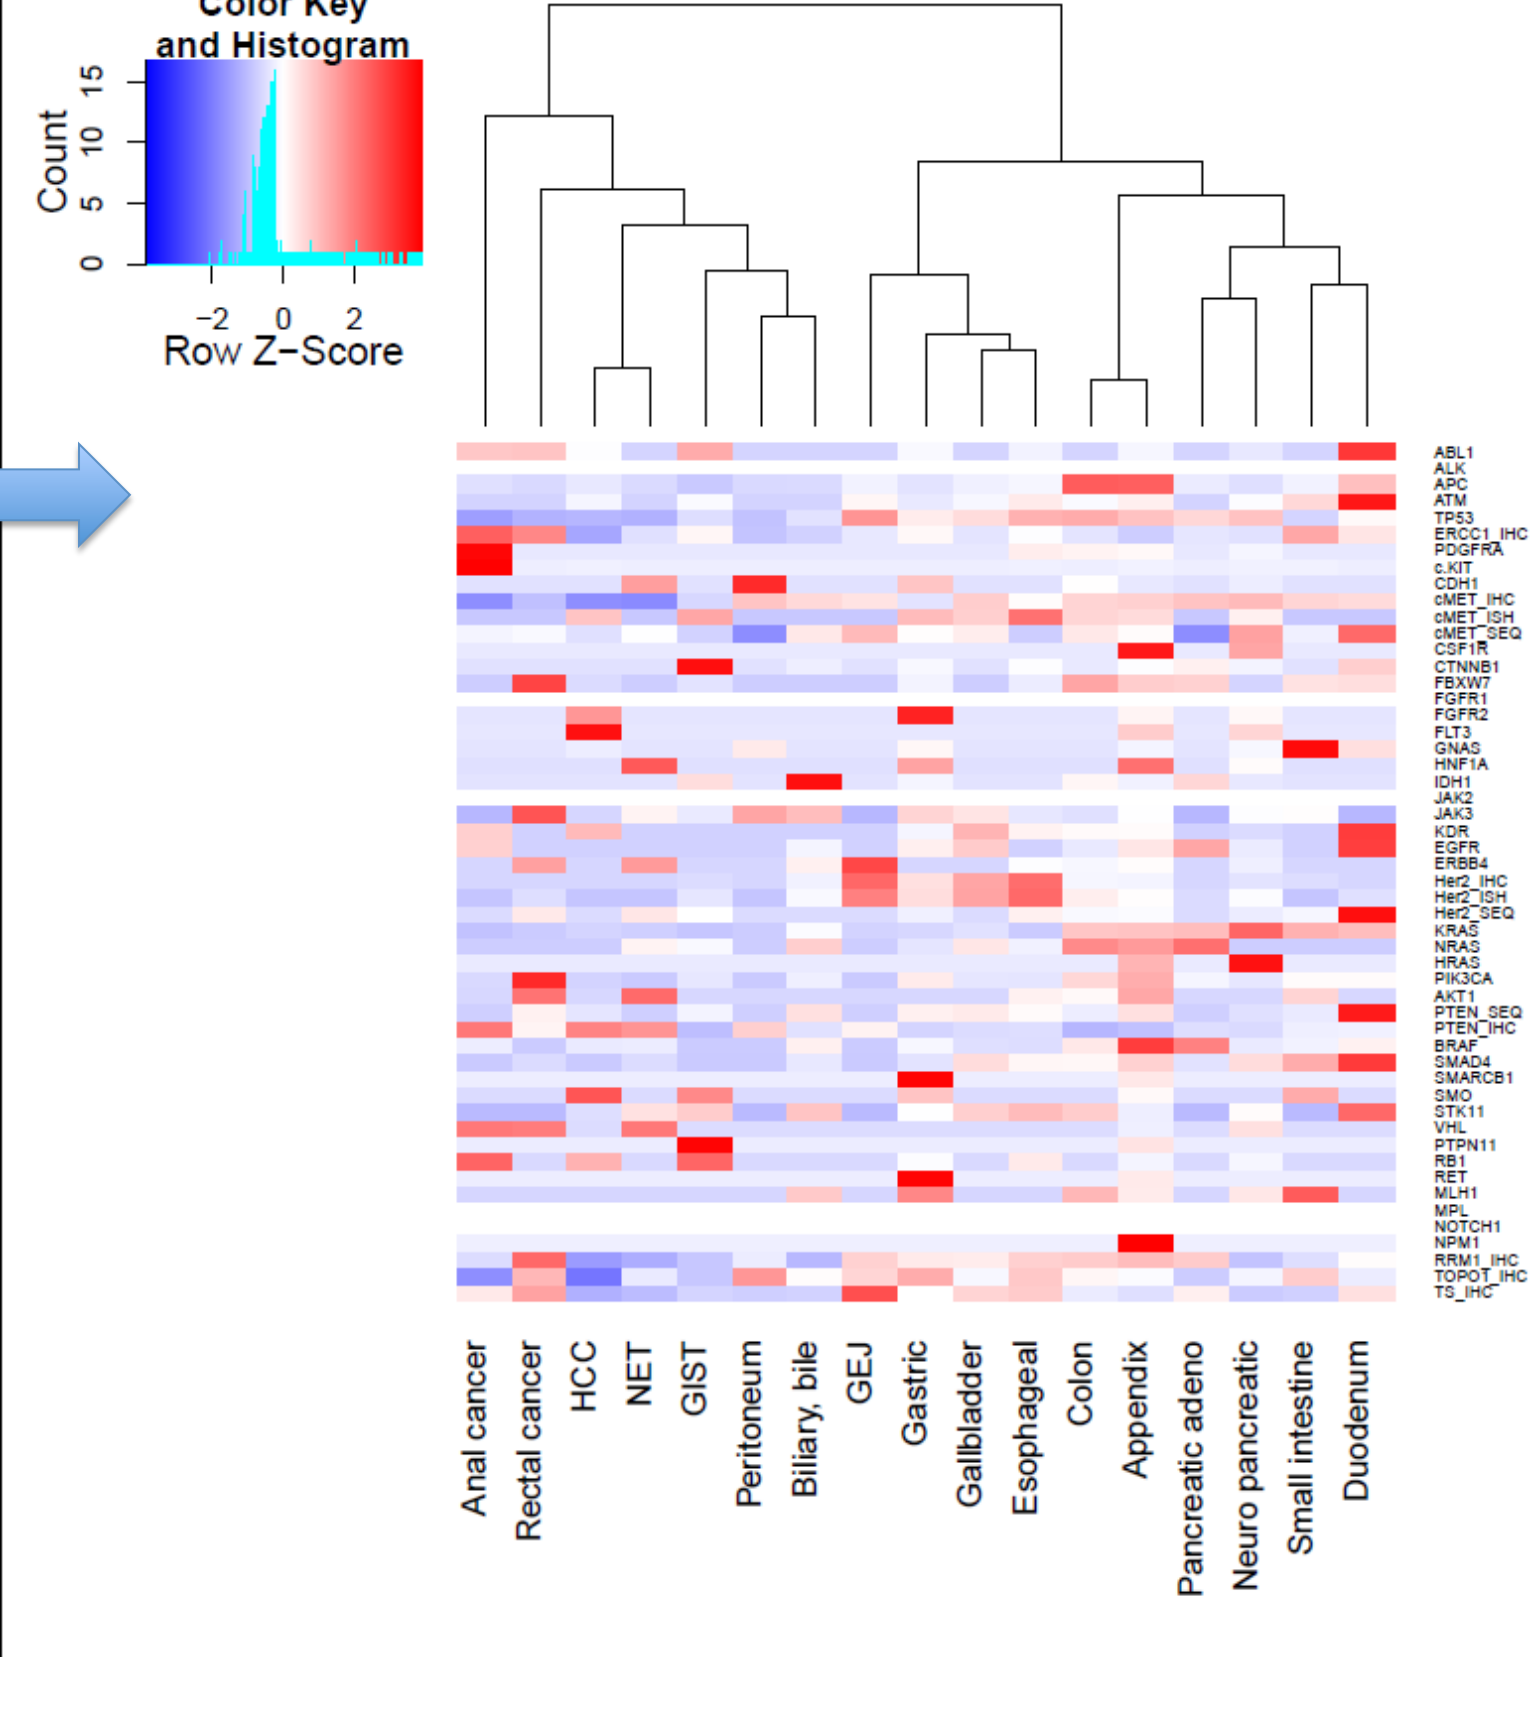 Color Key
and Histogram
Count
0 5 10 15
−2 0 2
Row Z−Score
ABL1
ALK
APC
ATM
TP53
ERCC1_IHC
PDGFRA
c.KIT
CDH1
cMET_IHC
cMET_ISH
cMET_SEQ
CSF1R
CTNNB1
FBXW7
FGFR1
FGFR2
FLT3
GNAS
HNF1A
IDH1
JAK2
JAK3
KDR
EGFR
ERBB4
Her2_IHC
Her2_ISH
Her2_SEQ
KRAS
NRAS
HRAS
PIK3CA
AKT1
PTEN_SEQ
PTEN_IHC
BRAF
SMAD4
SMARCB1
SMO
STK11
VHL
PTPN11
RB1
RET
MLH1
MPL
NOTCH1
NPM1
RRM1_IHC
TOPOT_IHC
TS_IHC
Anal cancer
Rectal cancer
HCC
NET
GIST
Peritoneum
Biliary, bile
GEJ
Gastric
Gallbladder
Esophageal
Colon
Appendix
Pancreatic adeno
Neuro pancreatic
Small intestine
Duodenum